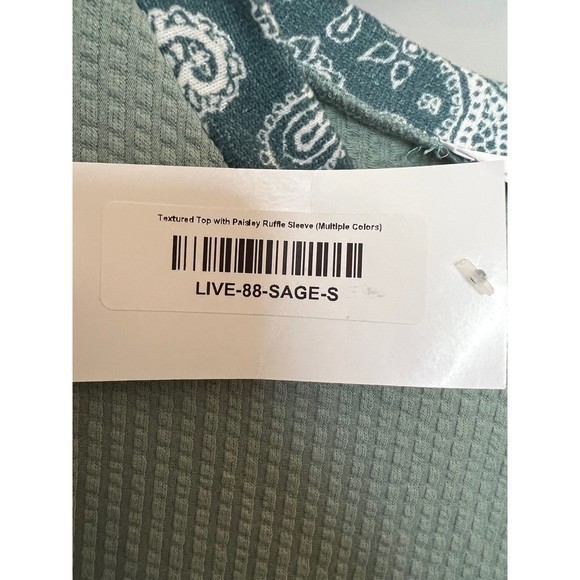 Textured Top with Paisley Ruffle Sleeve (Multiple Colors)
LIVE-88-SAGE-S